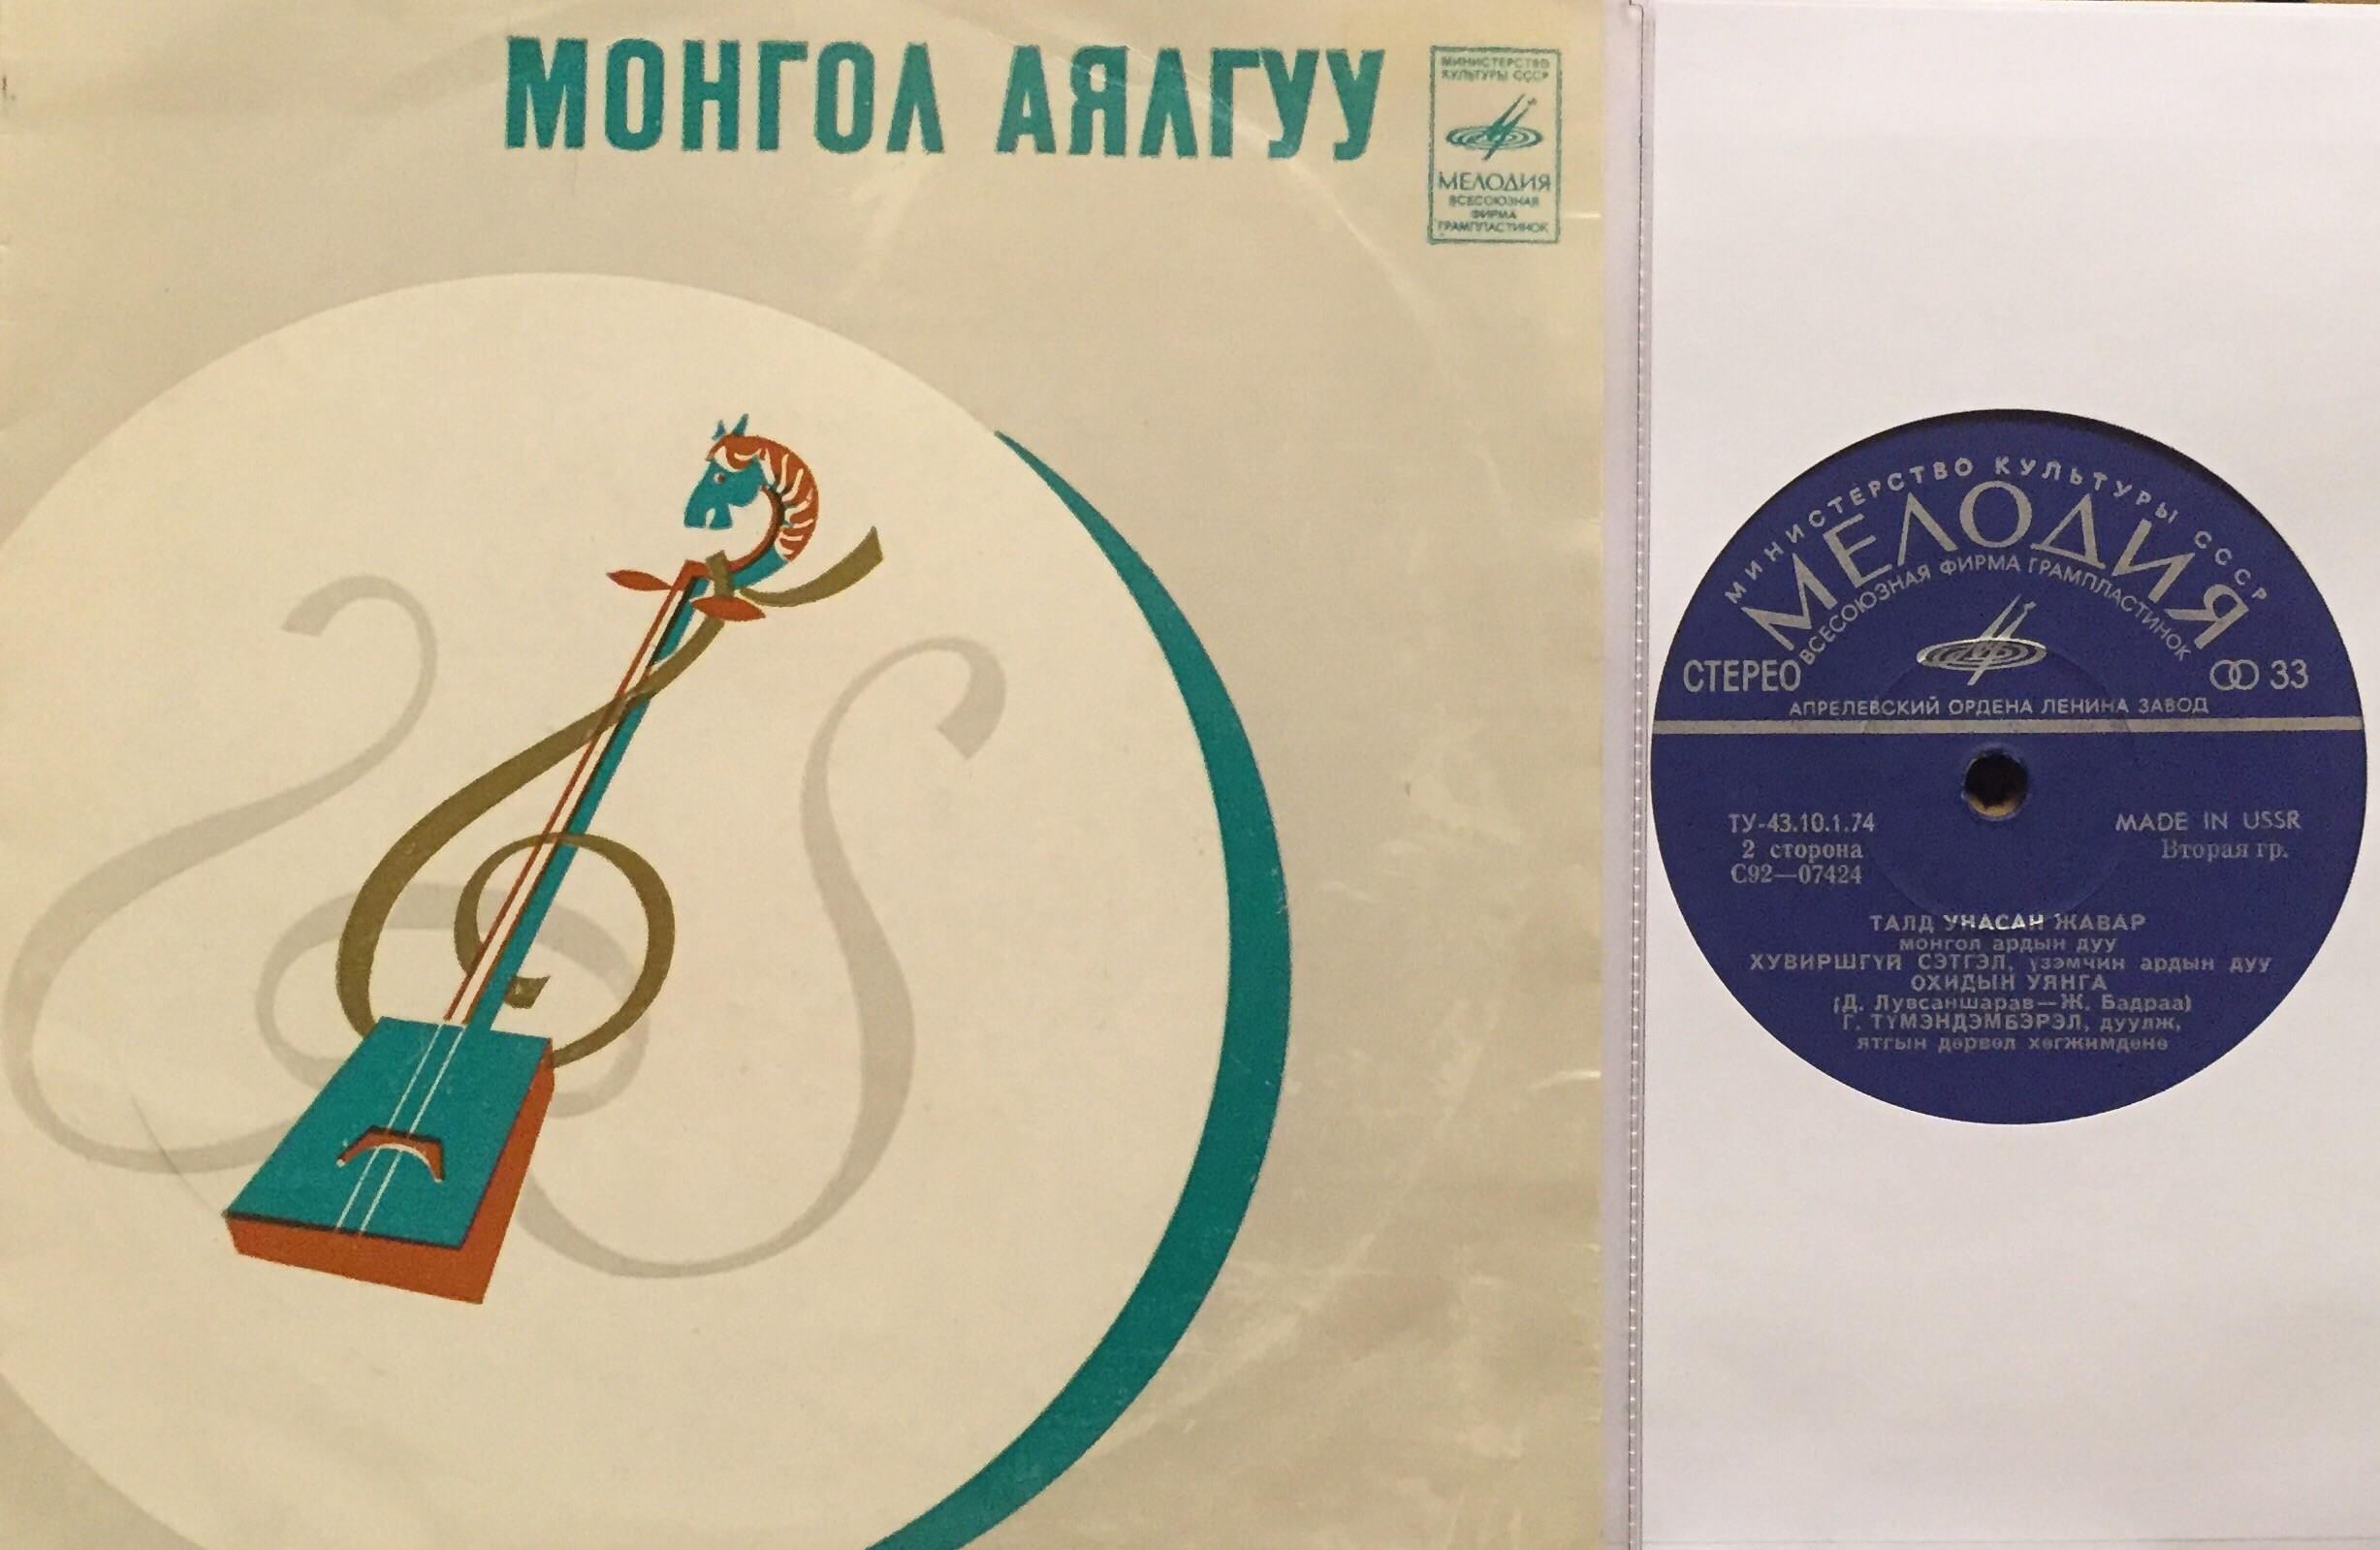 МОНГОЛ АЯЛГУУ
МИНИСТЕРСТВО
КУЛЬТУРЫ СССР
МЕЛОДИЯ
ВСЕСОЮЗНАЯ
ФИРМА
ГРАМПЛАСТИНОК
МИНИСТЕРСТВО КУЛЬТУРЫ СССР
МЕЛОДИЯ
ВСЕСОЮЗНАЯ ФИРМА ГРАМПЛАСТИНОК
СТЕРЕО
33
АПРЕЛЕВСКИЙ ОРДЕНА ЛЕНИНА ЗАВОД
ТУ-43.10.1.74
2 сторона
С92—07424
MADE IN USSR
Вторая гр.
ТАЛД УНАСАН ЖАВАР
монгол ардын дуу
ХУВИРШГҮЙ СЭТГЭЛ, үзэмчин ардын дуу
ОХИДЫН УЯНГА
(Д. Лувсаншарав—Ж. Бадраа)
Г. ТҮМЭНДЭМБЭРЭЛ, дуулж,
ятгын дөрвөл хөгжимдөнө